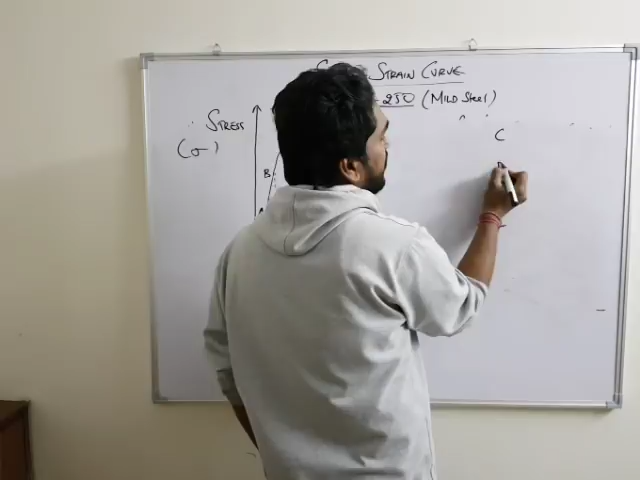 Strain Curve
250 (Mild Steel)
Stress
(σ)
C
B